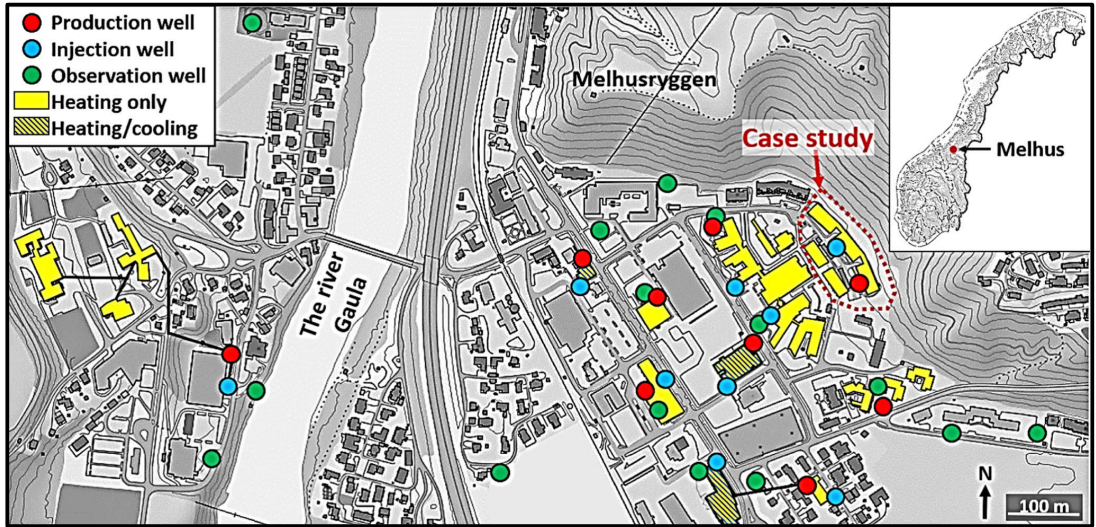 Production well
Injection well
Observation well
Heating only
Heating/cooling
Melhusryggen
Case study
Melhus
The river
Gaula
N
100 m